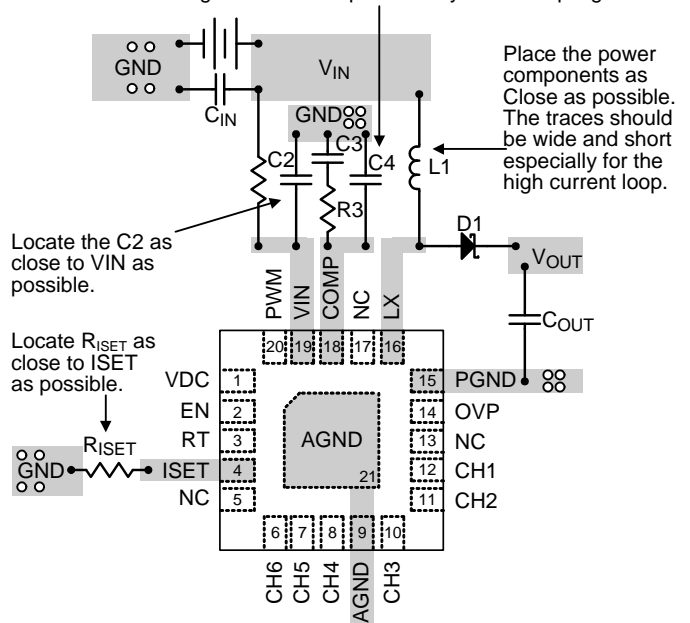 GND
VIN
CIN
GND
C2
C3
C4
R3
L1
Place the power
components as
Close as possible.
The traces should
be wide and short
especially for the
high current loop.
D1
VOUT
COUT
Locate the C2 as
close to VIN as
possible.
Locate RISET as
close to ISET
as possible.
RISET
GND
PWM
VIN
COMP
NC
LX
20
19
18
17
16
VDC
1
EN
2
RT
3
ISET
4
NC
5
15
PGND
14
OVP
13
NC
12
CH1
11
CH2
AGND
21
6
7
8
9
10
CH6
CH5
CH4
AGND
CH3